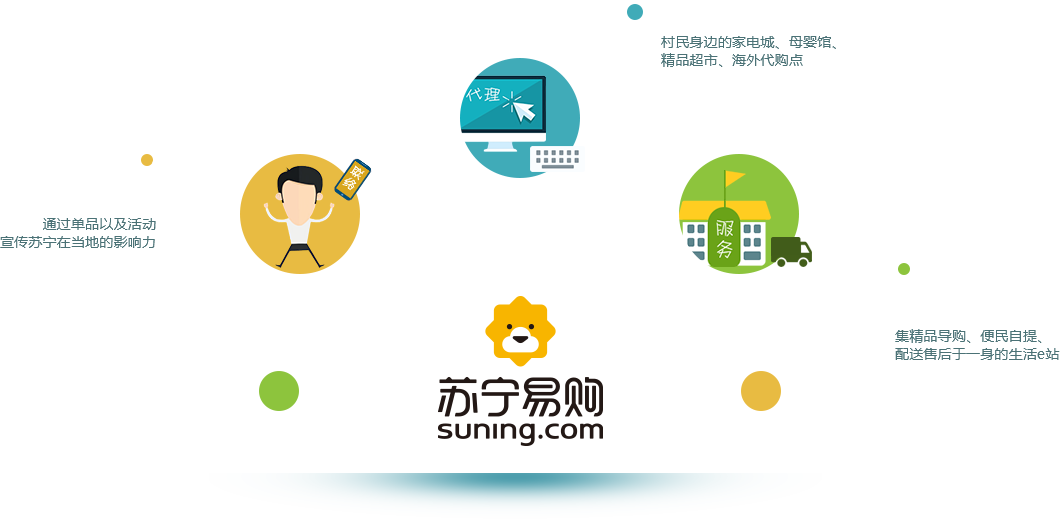 村民身边的家电城、母婴馆、
精品超市、海外代购点
代理
联络
通过单品以及活动
宣传苏宁在当地的影响力
服务
集精品导购、便民自提、
配送售后于一身的生活e站
苏宁易购
suning.com